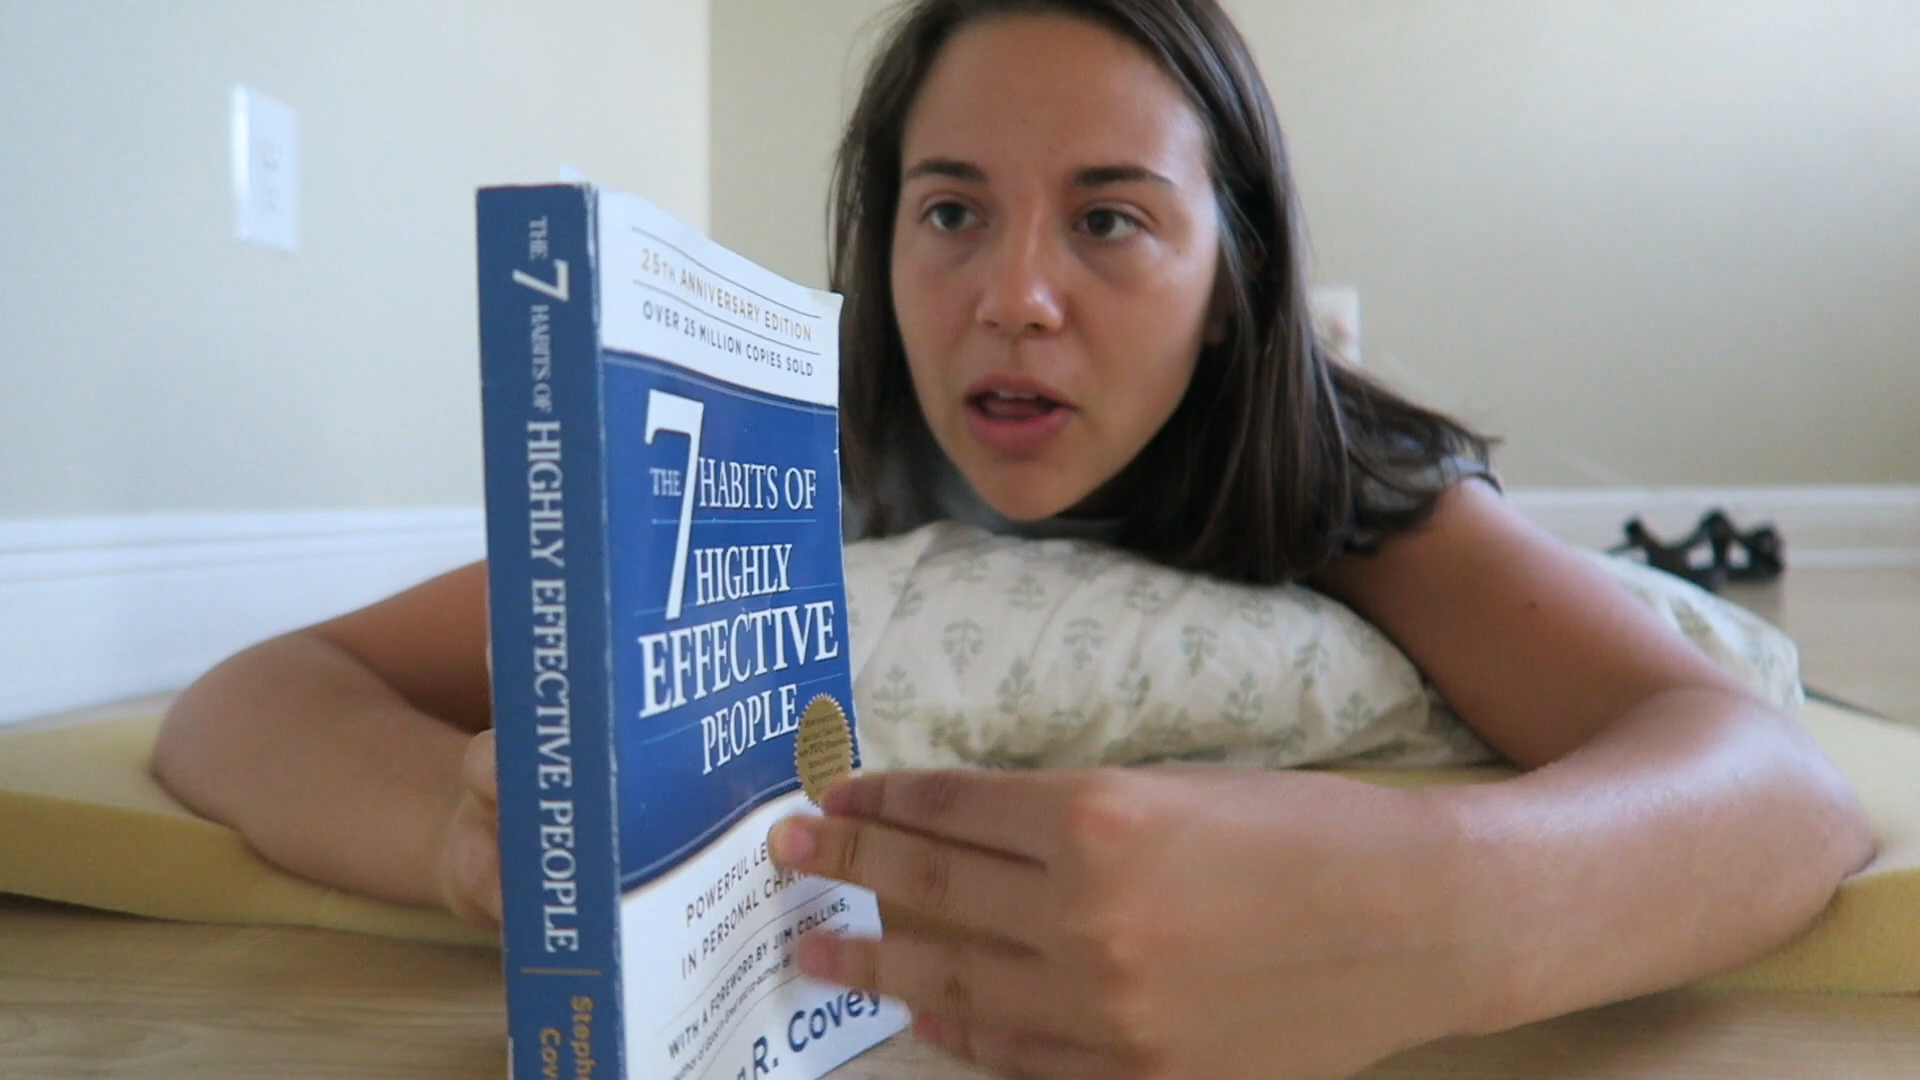 THE 7 HABITS OF HIGHLY EFFECTIVE PEOPLE
25TH ANNIVERSARY EDITION
OVER 25 MILLION COPIES SOLD
THE 7 HABITS OF
HIGHLY
EFFECTIVE
PEOPLE
POWERFUL
IN PERSONAL
WITH A FOREWORD BY JIM COLLINS,
R. Covey